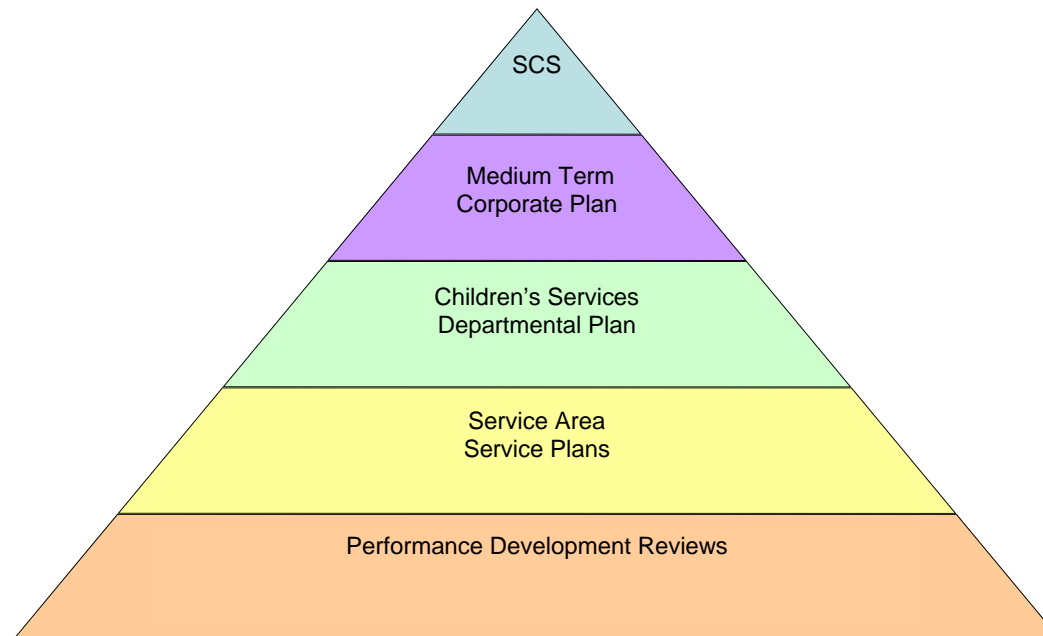 SCS
Medium Term
Corporate Plan
Children’s Services
Departmental Plan
Service Area
Service Plans
Performance Development Reviews